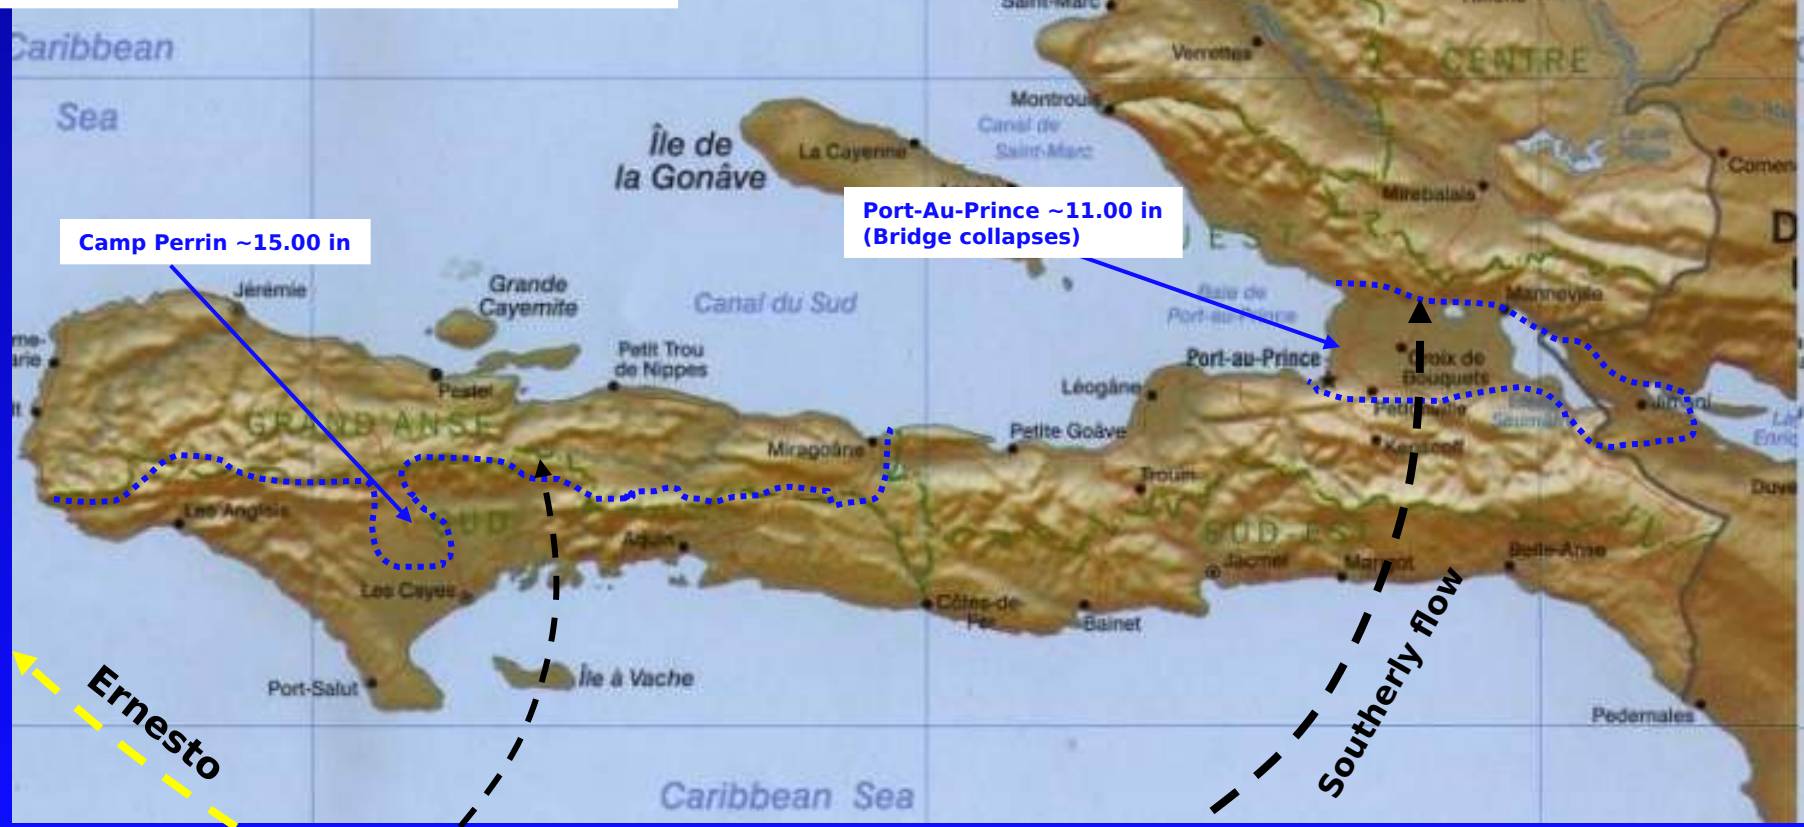 Saint-Marc
Caribbean
Sea
Verrettes
CENTRE
Montrouis
Canal de
Saint-Marc
Île de
la Gonâve
La Cayenne
Mirebalais
Port-Au-Prince ~11.00 in
(Bridge collapses)
Camp Perrin ~15.00 in
Jérémie
Grande
Cayemite
Canal du Sud
Baie de
Port-au-Prince
Manneville
Petit Trou
de Nippes
Port-au-Prince
Croix de
Bouquets
Léogâne
Pestel
GRAND ANSE
Jimani
Miragoâne
Petite Goâve
Kenscoff
Trouin
Les Anglais
SUD
Aquin
SUD EST
Jacmel
Marigot
Belle-Anse
Les Cayes
Côtes-de-
Fer
Bainet
Port-Salut
Île à Vache
Ernesto
Southerly flow
Pedernales
Caribbean Sea